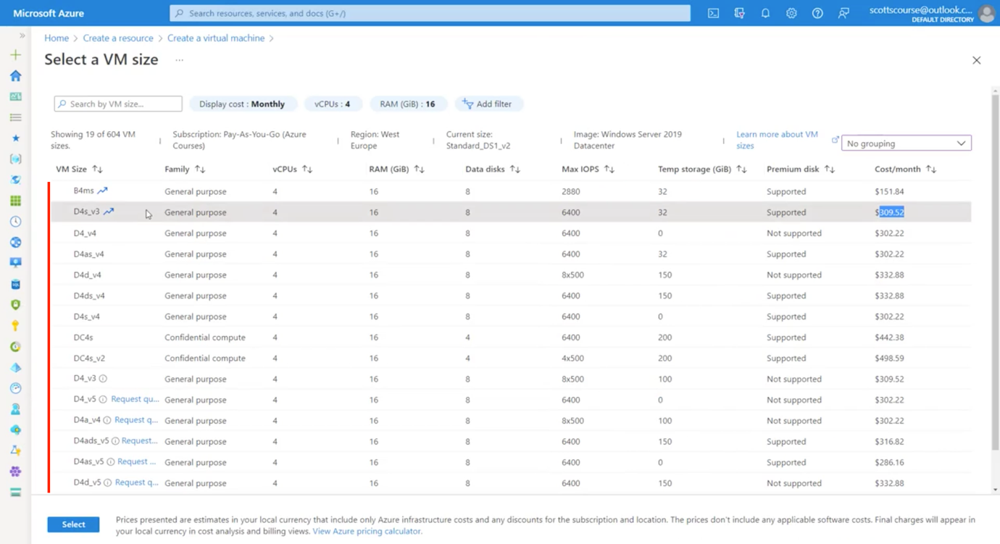 Microsoft Azure
Search resources, services, and docs (G+/)
scottscourse@outlook.c...
DEFAULT DIRECTORY
Home > Create a resource > Create a virtual machine >
Select a VM size ...
Search by VM size...
Display cost : Monthly
vCPUs : 4
RAM (GiB) : 16
Add filter
Showing 19 of 604 VM sizes.
Subscription: Pay-As-You-Go (Azure Courses)
Region: West Europe
Current size: Standard_DS1_v2
Image: Windows Server 2019 Datacenter
Learn more about VM sizes
No grouping
VM Size Family vCPUs RAM (GiB) Data disks Max IOPS Temp storage (GiB) Premium disk Cost/month
B4ms General purpose 4 16 8 2880 32 Supported $151.84
D4s_v3 General purpose 4 16 8 6400 32 Supported $309.52
D4_v4 General purpose 4 16 8 6400 0 Not supported $302.22
D4as_v4 General purpose 4 16 8 6400 32 Supported $302.22
D4d_v4 General purpose 4 16 8 8x500 150 Not supported $332.88
D4ds_v4 General purpose 4 16 8 6400 150 Supported $332.88
D4s_v4 General purpose 4 16 8 6400 0 Supported $302.22
DC4s Confidential compute 4 16 4 6400 200 Supported $442.38
DC4s_v2 Confidential compute 4 16 4 4x500 200 Supported $498.59
D4_v3 General purpose 4 16 8 8x500 100 Not supported $309.52
D4_v5 Request qu... General purpose 4 16 8 6400 0 Not supported $302.22
D4a_v4 Request q... General purpose 4 16 8 8x500 100 Not supported $302.22
D4ads_v5 Request... General purpose 4 16 8 6400 150 Supported $316.82
D4as_v5 Request ... General purpose 4 16 8 6400 0 Supported $286.16
D4d_v5 Request q... General purpose 4 16 8 6400 150 Not supported $332.88
Select
Prices presented are estimates in your local currency that include only Azure infrastructure costs and any discounts for the subscription and location. The prices don't include any applicable software costs. Final charges will appear in
your local currency in cost analysis and billing views. View Azure pricing calculator.